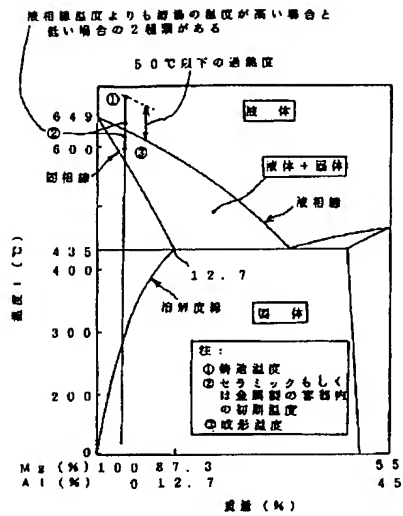 液相線温度よりも溶湯の温度が高い場合と
低い場合の2種類がある
50℃以下の過熱度
①
649
②
600
③
液体
固相線
液体+固体
液相線
435
400
12.7
溶解度線
固体
温度 t (℃)
300
200
0
注:
①鋳造温度
②セラミックもしく
は金属製の容器内
の初期温度
③成形温度
Mg (%) 100 87.3 55
Al (%) 0 12.7 45
質量 (%)